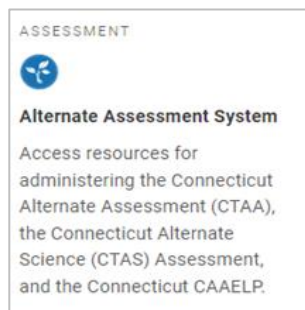 ASSESSMENT
Alternate Assessment System
Access resources for
administering the Connecticut
Alternate Assessment (CTAA),
the Connecticut Alternate
Science (CTAS) Assessment,
and the Connecticut CAAELP.